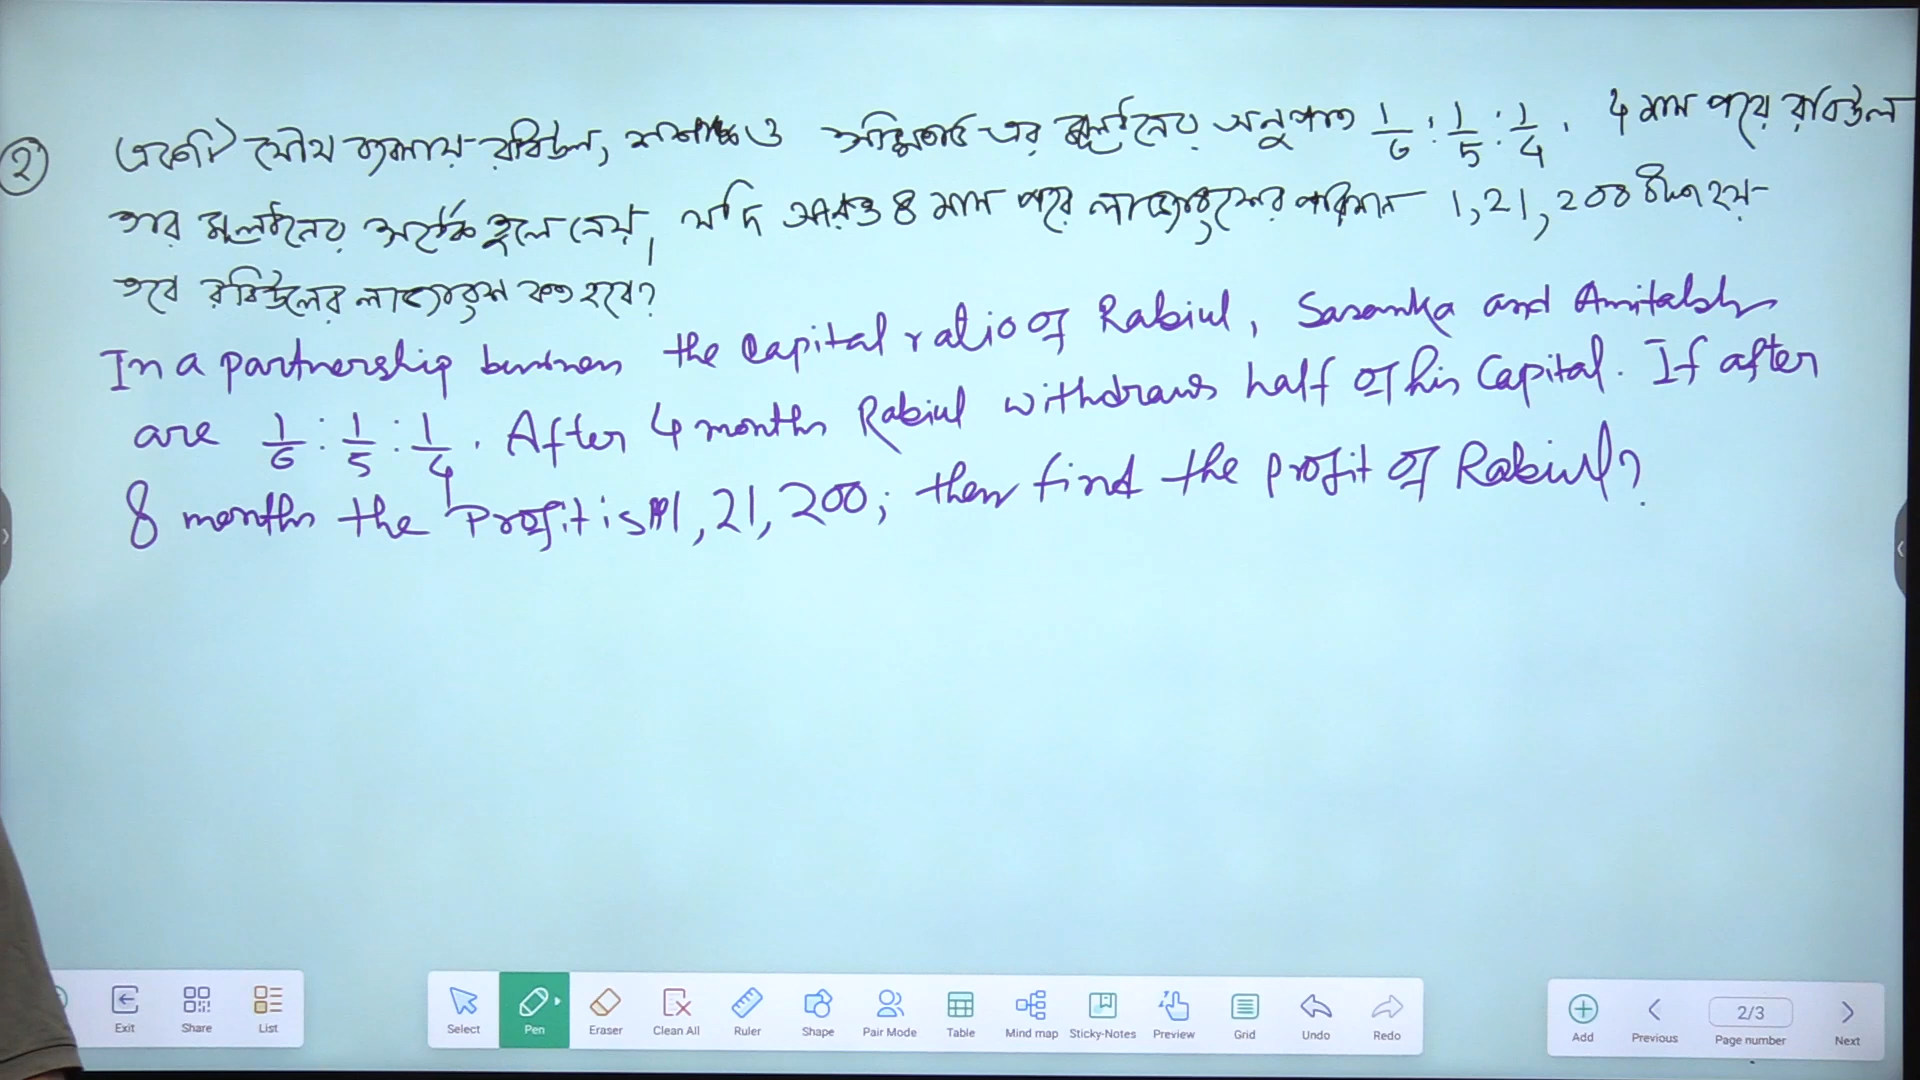 ২ একটি যৌথ ব্যবসায় রবিউল, শশাঙ্ক ও অমিতাভ এর মূলধনের অনুপাত 1/6 : 1/5 : 1/4. 4 মাস পরে রবিউল
তার মূলধনের অর্ধেক তুলে নেয়, যদি আরও 8 মাস পরে লভ্যাংশের পরিমান 1,21,200 টাকা হয়
তবে রবিউলের লভ্যাংশ কত হবে?
In a partnership business the capital ratio of Rabiul, Sasanka and Amitabh
are 1/6 : 1/5 : 1/4. After 4 months Rabiul withdraws half of his Capital. If after
8 months the Profit is 1,21,200; then find the profit of Rabiul?
Exit Share List Select Pen Eraser Clean All Ruler Shape Pair Mode Table Mind map Sticky-Notes Preview Grid Undo Redo Add Previous 2/3 Page number Next